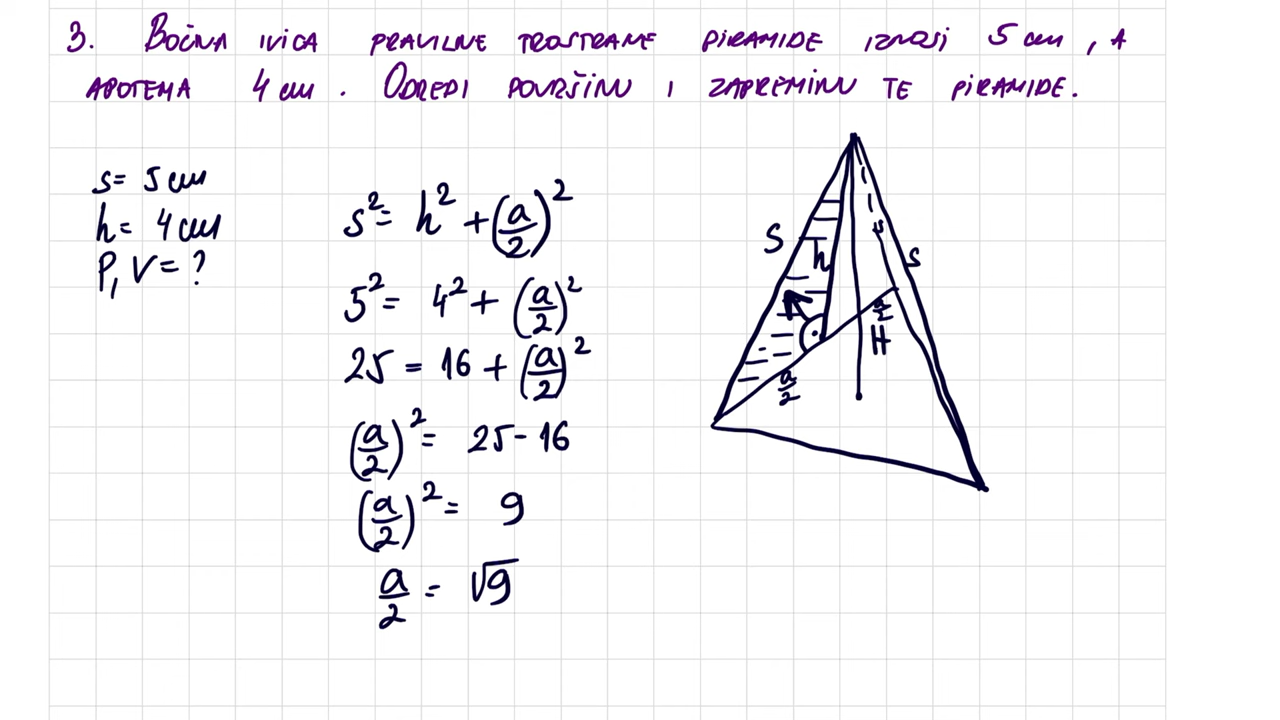 3. BOČNA IVICA PRAVILNE TROSTRANE PIRAMIDE IZNOSI 5 cm, A
APOTEMA 4 cm. ODREDI POVRŠINU I ZAPREMINU TE PIRAMIDE.
s = 5 cm
h = 4 cm
P, V = ?
s² = h² + (a/2)²
5² = 4² + (a/2)²
25 = 16 + (a/2)²
(a/2)² = 25 - 16
(a/2)² = 9
a/2 = √9
s
h
s
s
a/2
H
a/2